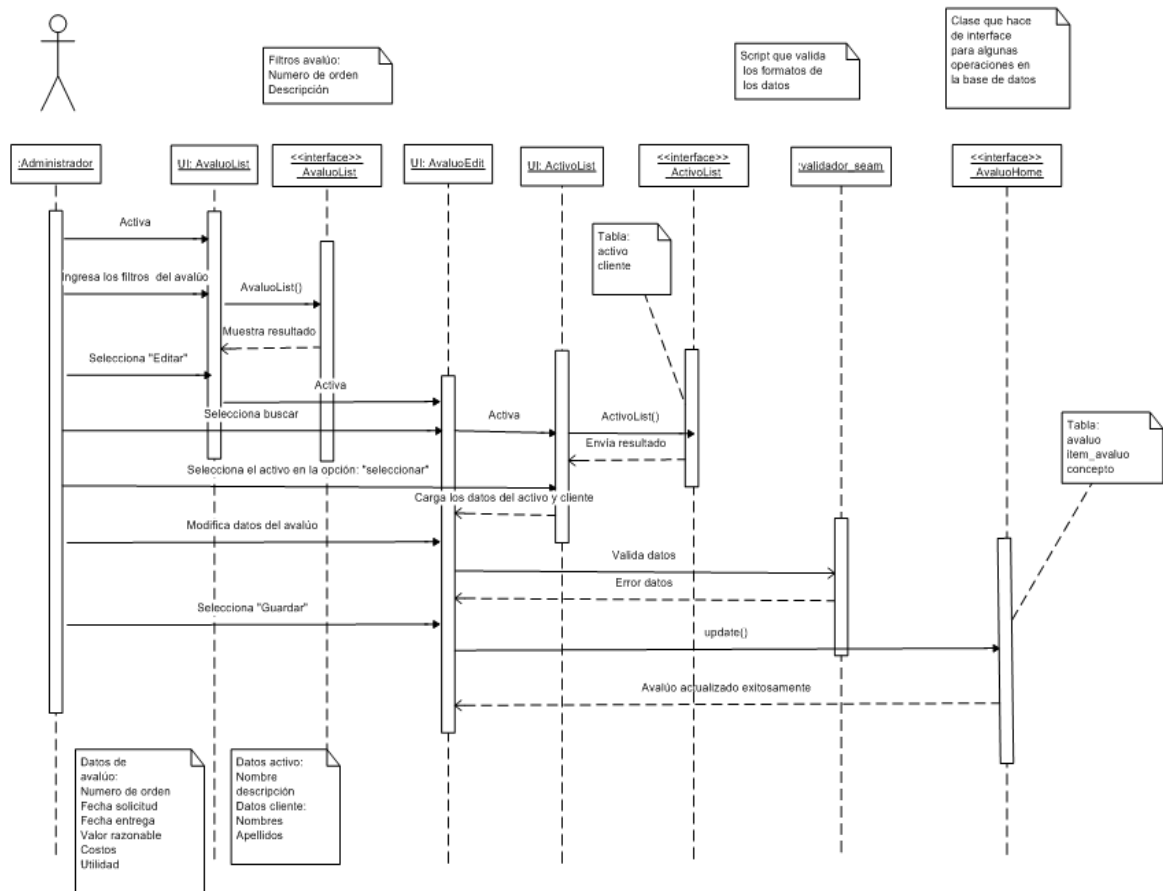 Filtros avalúo:
Numero de orden
Descripción
Script que valida
los formatos de
los datos
Clase que hace
de interface
para algunas
operaciones en
la base de datos
:Administrador
UI: AvaluoList
<<interface>>
_AvaluoList
UI: AvaluoEdit
UI: ActivoList
<<interface>>
_ActivoList
:validador_seam
<<interface>>
_AvaluoHome
Activa
Tabla:
activo
cliente
Ingresa los filtros del avalúo
AvaluoList()
Muestra resultado
Selecciona "Editar"
Activa
Selecciona buscar
Activa
ActivoList()
Envía resultado
Tabla:
avaluo
item_avaluo
concepto
Selecciona el activo en la opción: "seleccionar"
Carga los datos del activo y cliente
Modifica datos del avalúo
Valida datos
Error datos
Selecciona "Guardar"
update()
Avalúo actualizado exitosamente
Datos de
avalúo:
Numero de orden
Fecha solicitud
Fecha entrega
Valor razonable
Costos
Utilidad
Datos activo:
Nombre
descripción
Datos cliente:
Nombres
Apellidos